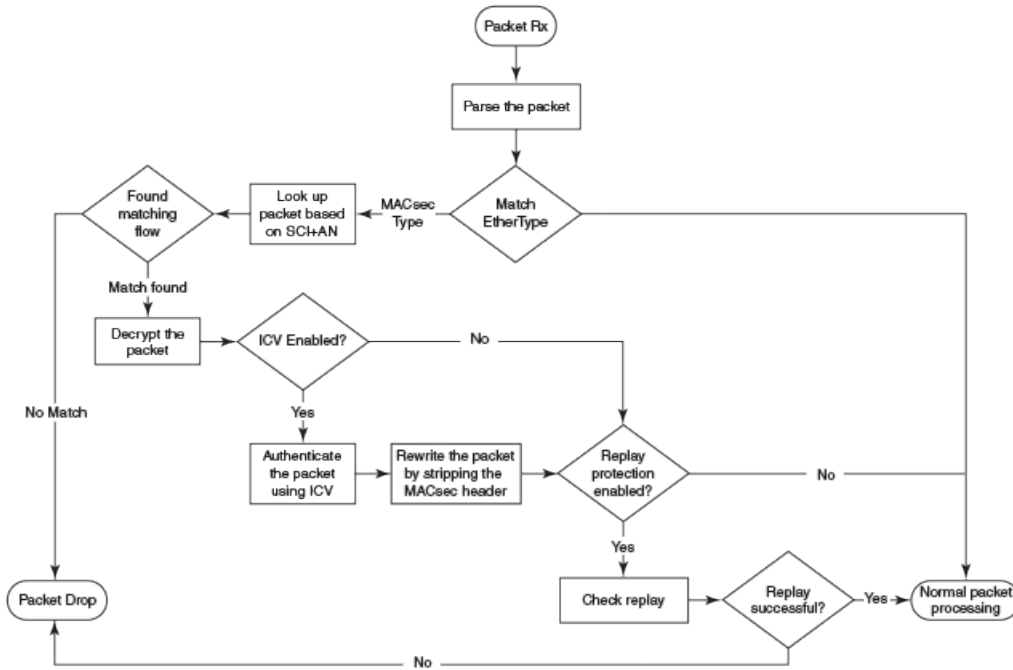 Packet Rx
Parse the packet
Match
EtherType
MACsec
Type
Look up
packet based
on SCI+AN
Found
matching
flow
Match found
No Match
Decrypt the
packet
ICV Enabled?
No
Yes
Authenticate
the packet
using ICV
Rewrite the packet
by stripping the
MACsec header
Replay
protection
enabled?
No
Yes
Check replay
Replay
successful?
Yes
Normal packet
processing
No
Packet Drop